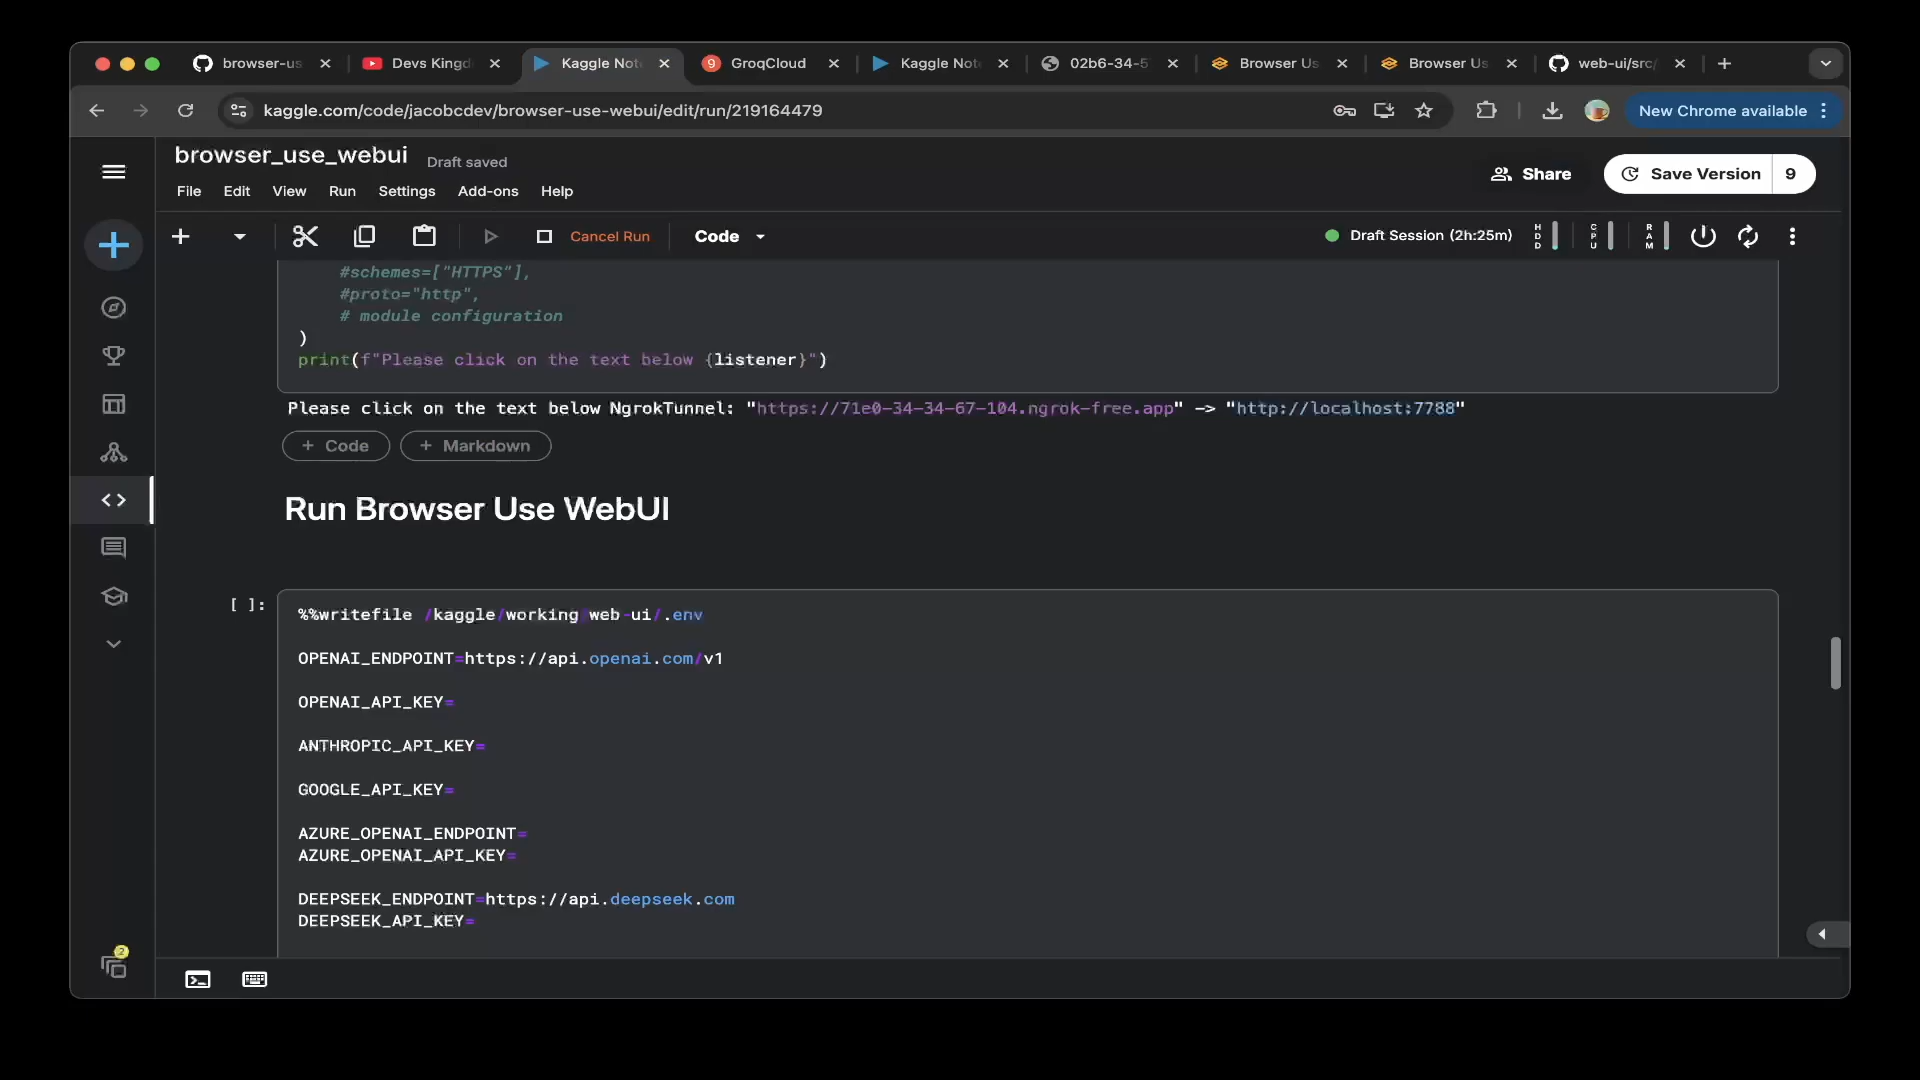 browser-us
Devs Kingd
Kaggle Not
GroqCloud
Kaggle Not
02b6-34-5
Browser Us
Browser Us
web-ui/src/
kaggle.com/code/jacobcdev/browser-use-webui/edit/run/219164479
New Chrome available
browser_use_webui
Draft saved
File Edit View Run Settings Add-ons Help
Share
Save Version 9
Cancel Run
Code
Draft Session (2h:25m)
HDD
CPU
RAM
#schemes=["HTTPS"],
#proto="http",
# module configuration
)
print(f"Please click on the text below {listener}")
Please click on the text below NgrokTunnel: "https://71e0-34-34-67-104.ngrok-free.app" -> "http://localhost:7788"
+ Code
+ Markdown
Run Browser Use WebUI
[ ]:
%%writefile /kaggle/working/web-ui/.env
OPENAI_ENDPOINT=https://api.openai.com/v1
OPENAI_API_KEY=
ANTHROPIC_API_KEY=
GOOGLE_API_KEY=
AZURE_OPENAI_ENDPOINT=
AZURE_OPENAI_API_KEY=
DEEPSEEK_ENDPOINT=https://api.deepseek.com
DEEPSEEK_API_KEY=
2